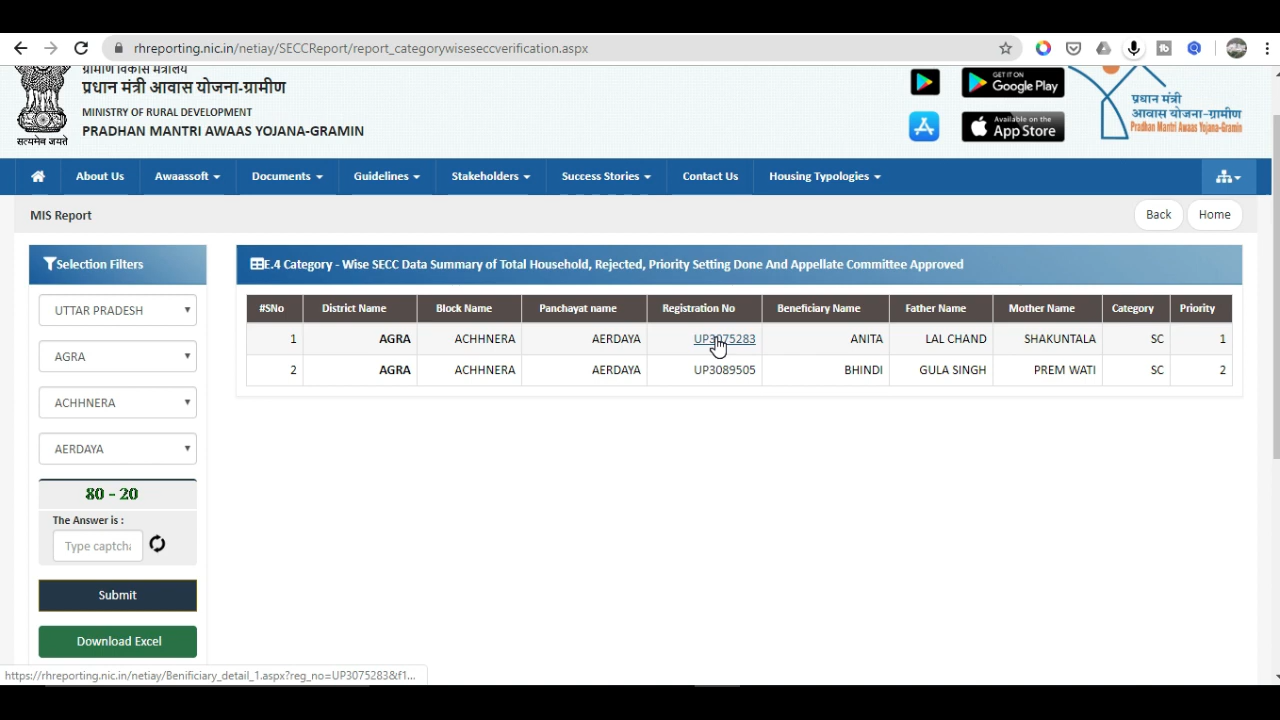 rhreporting.nic.in/netiay/SECCReport/report_categorywiseseccverification.aspx
ग्रामीण विकास मंत्रालय
प्रधान मंत्री आवास योजना-ग्रामीण
MINISTRY OF RURAL DEVELOPMENT
PRADHAN MANTRI AWAAS YOJANA-GRAMIN
सत्यमेव जयते
GET IT ON
Google Play
Available on the
App Store
प्रधान मंत्री
आवास योजना-ग्रामीण
Pradhan Mantri Awaas Yojana-Gramin
About Us Awaassoft Documents Guidelines Stakeholders Success Stories Contact Us Housing Typologies
MIS Report
Back Home
Selection Filters
UTTAR PRADESH
AGRA
ACHHNERA
AERDAYA
80 - 20
The Answer is :
Type captcha
Submit
Download Excel
E.4 Category - Wise SECC Data Summary of Total Household, Rejected, Priority Setting Done And Appellate Committee Approved
#SNo District Name Block Name Panchayat name Registration No Beneficiary Name Father Name Mother Name Category Priority
1 AGRA ACHHNERA AERDAYA UP3075283 ANITA LAL CHAND SHAKUNTALA SC 1
2 AGRA ACHHNERA AERDAYA UP3089505 BHINDI GULA SINGH PREM WATI SC 2
https://rhreporting.nic.in/netiay/Benificiary_detail_1.aspx?reg_no=UP3075283&f1...